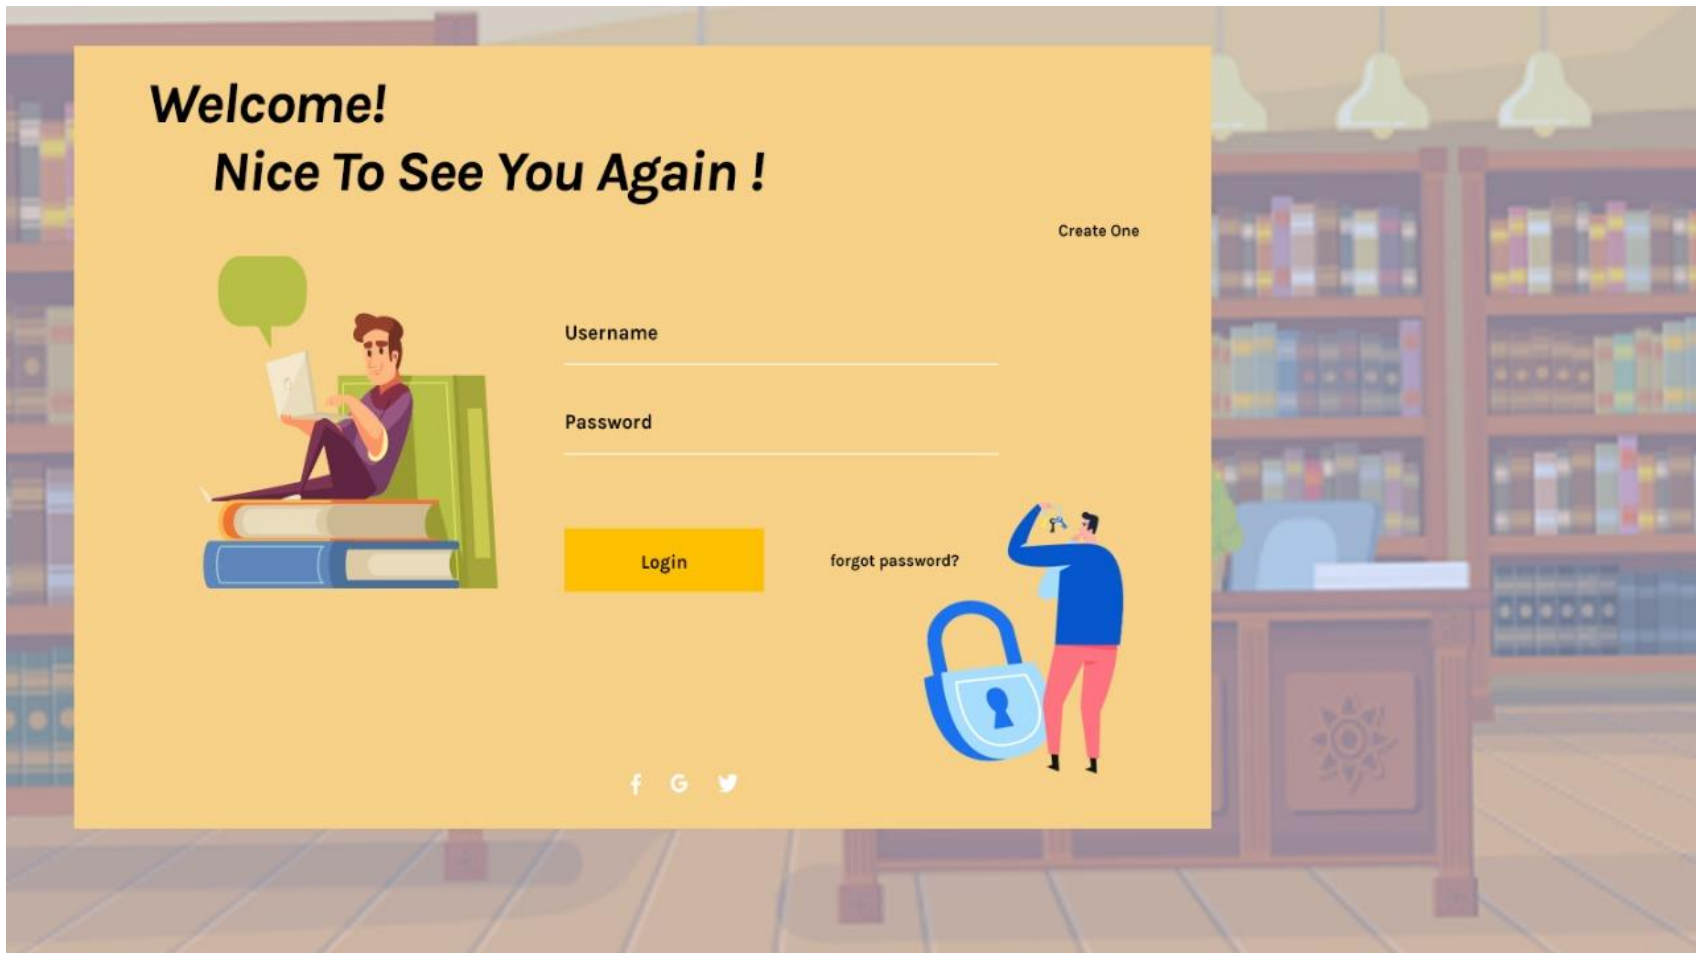 Welcome!
Nice To See You Again !
Create One
Username
Password
Login
forgot password?